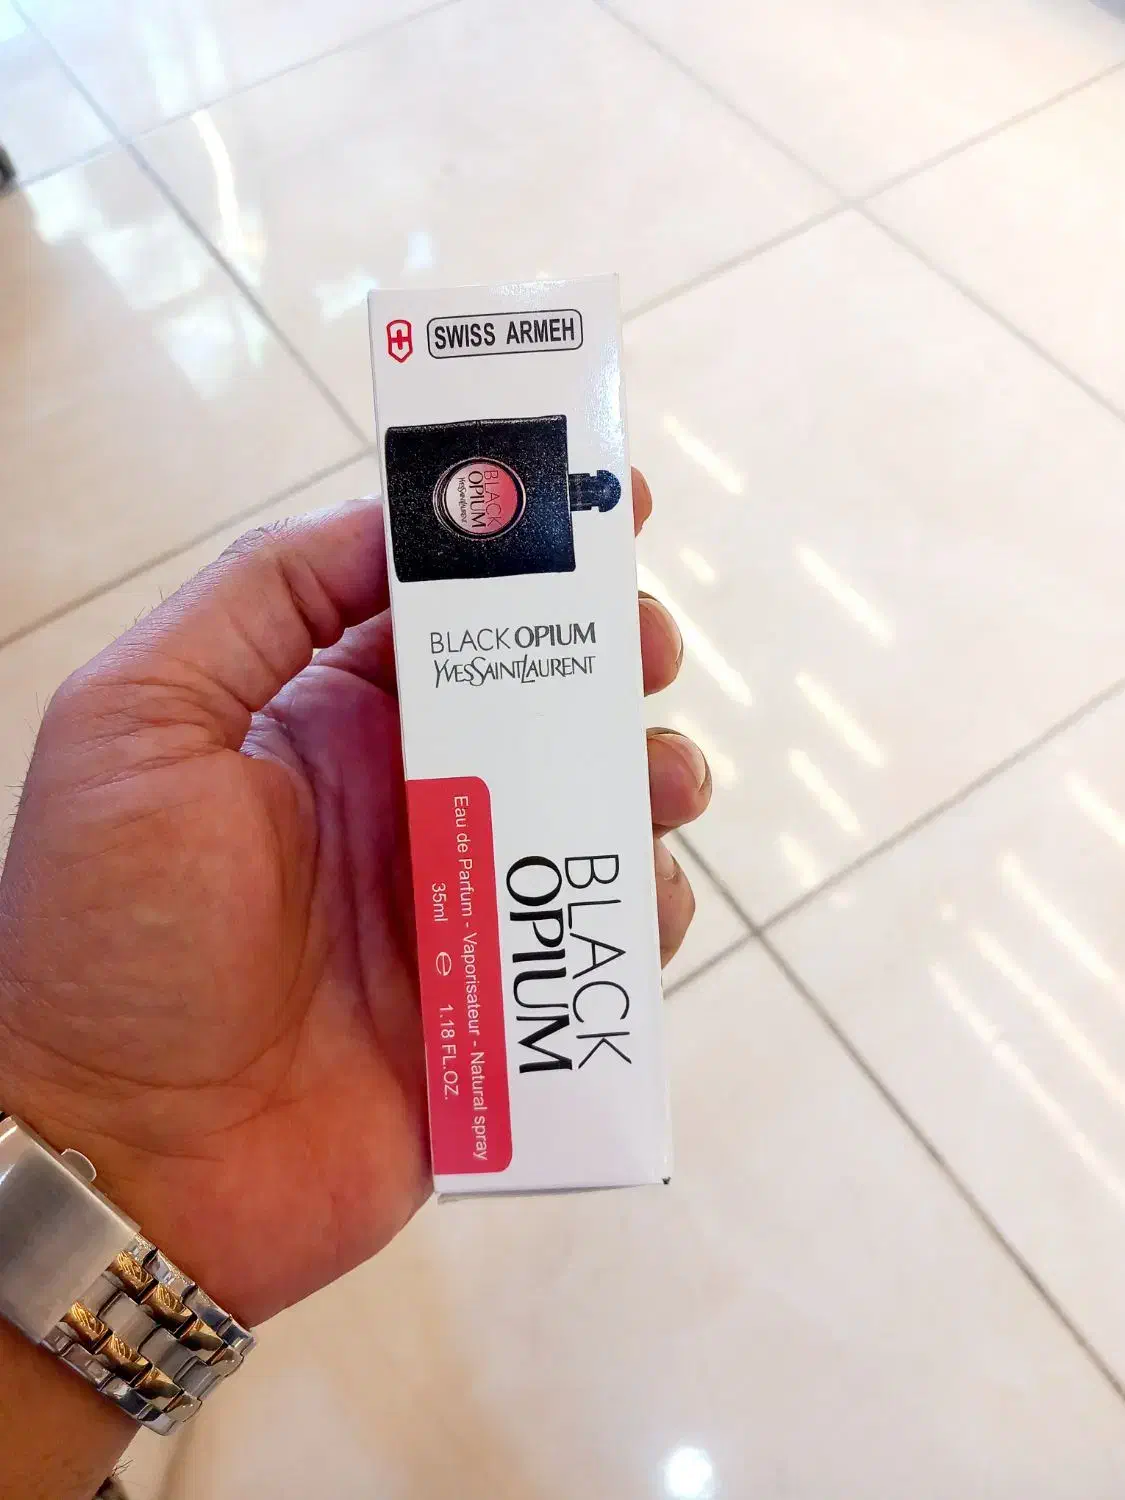 SWISS ARMEH
BLACK
OPIUM
YVESSAINTLAURENT
BLACK OPIUM
YVESSAINTLAURENT
BLACK
OPIUM
Eau de Parfum - Vaporisateur - Natural spray
35ml e 1.18 FL.OZ.